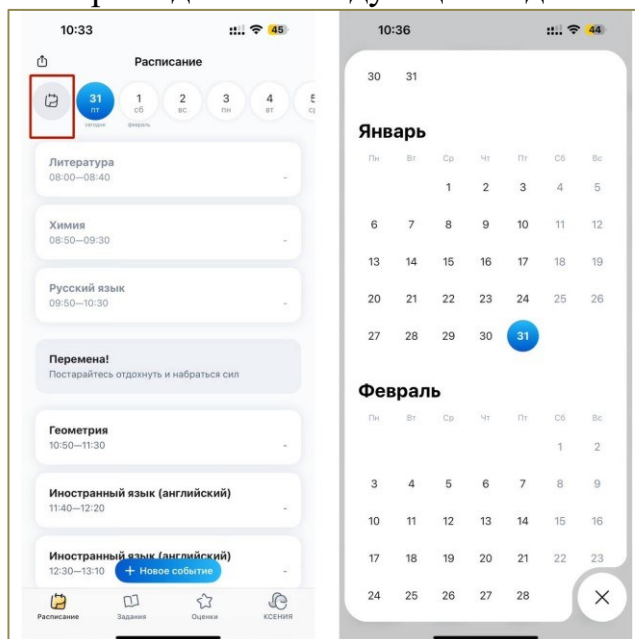 10:33
45
Расписание
31 1 2 3 4 5
пт сб вс пн вт
сегодня февраль
Литература
08:00—08:40
-
Химия
08:50—09:30
-
Русский язык
09:50—10:30
-
Перемена!
Постарайтесь отдохнуть и набраться сил
Геометрия
10:50—11:30
-
Иностранный язык (английский)
11:40—12:20
-
Иностранный язык (английский)
12:30—13:10
-
+ Новое событие
Расписание Задания Оценки КСЕНИЯ
10:36
44
30 31
Январь
Пн Вт Ср Чт Пт Сб Вс
1 2 3 4 5
6 7 8 9 10 11 12
13 14 15 16 17 18 19
20 21 22 23 24 25 26
27 28 29 30 31
Февраль
Пн Вт Ср Чт Пт Сб Вс
1 2
3 4 5 6 7 8 9
10 11 12 13 14 15 16
17 18 19 20 21 22 23
24 25 26 27 28